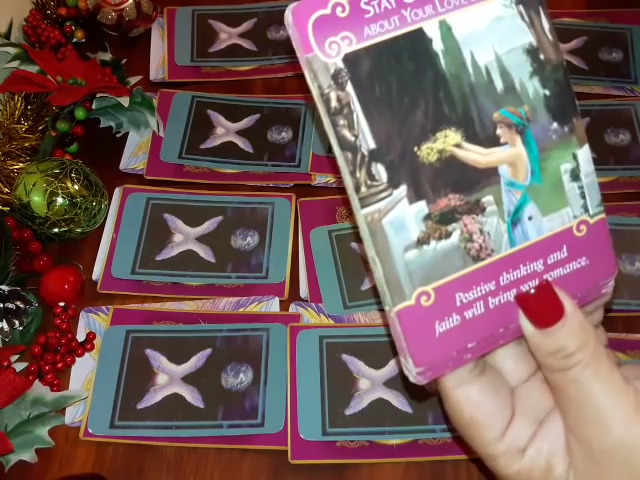 STAY
ABOUT YOUR LOVE
Positive thinking and
faith will bring you romance.